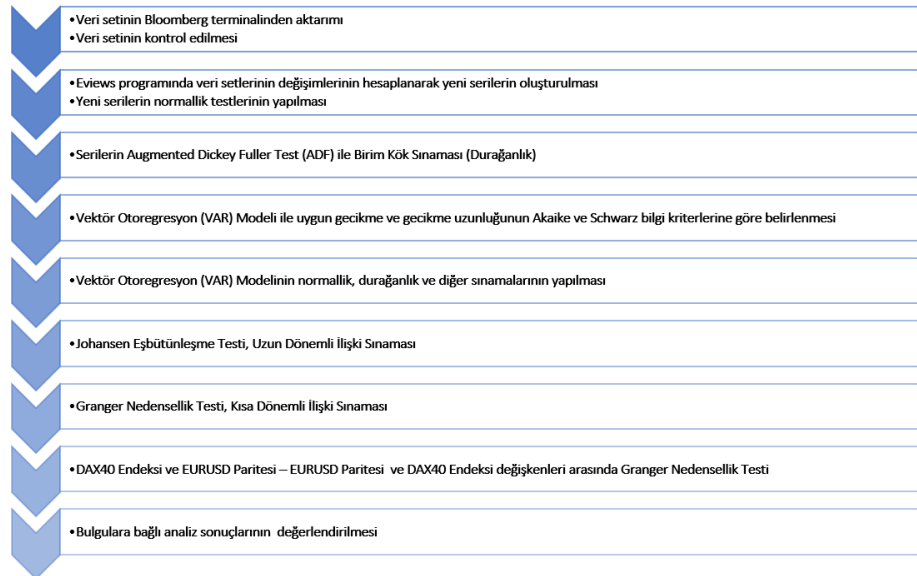 •Veri setinin Bloomberg terminalinden aktarımı
•Veri setinin kontrol edilmesi
•Eviews programında veri setlerinin değişimlerinin hesaplanarak yeni serilerin oluşturulması
•Yeni serilerin normallik testlerinin yapılması
•Serilerin Augmented Dickey Fuller Test (ADF) ile Birim Kök Sınaması (Durağanlık)
•Vektör Otoregresyon (VAR) Modeli ile uygun gecikme ve gecikme uzunluğunun Akaike ve Schwarz bilgi kriterlerine göre belirlenmesi
•Vektör Otoregresyon (VAR) Modelinin normallik, durağanlık ve diğer sınamalarının yapılması
•Johansen Eşbütünleşme Testi, Uzun Dönemli İlişki Sınaması
•Granger Nedensellik Testi, Kısa Dönemli İlişki Sınaması
•DAX40 Endeksi ve EURUSD Paritesi – EURUSD Paritesi ve DAX40 Endeksi değişkenleri arasında Granger Nedensellik Testi
•Bulgulara bağlı analiz sonuçlarının değerlendirilmesi